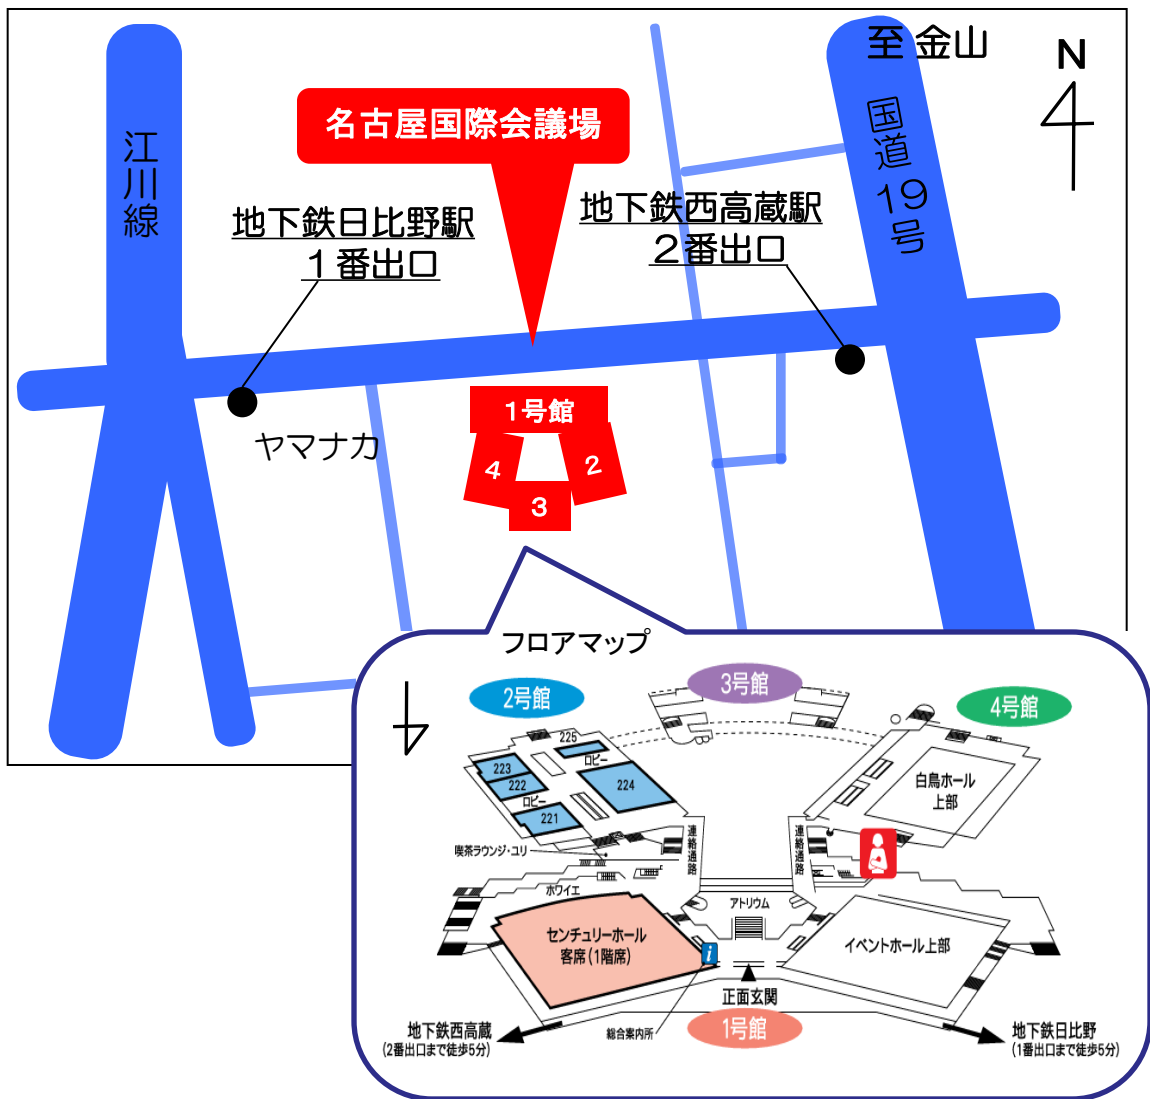 至 金山
N
名古屋国際会議場
江川線
国道19号
地下鉄日比野駅
1番出口
地下鉄西高蔵駅
2番出口
1号館
ヤマナカ
4
2
3
フロアマップ
2号館
3号館
4号館
225
ロビー
223
222
224
ロビー
221
白鳥ホール
上部
連絡通路
連絡通路
喫茶ラウンジ・ユリ
ホワイエ
アトリウム
センチュリーホール
客席(1階席)
i
イベントホール上部
正面玄関
1号館
総合案内所
地下鉄西高蔵
(2番出口まで徒歩5分)
地下鉄日比野
(1番出口まで徒歩5分)